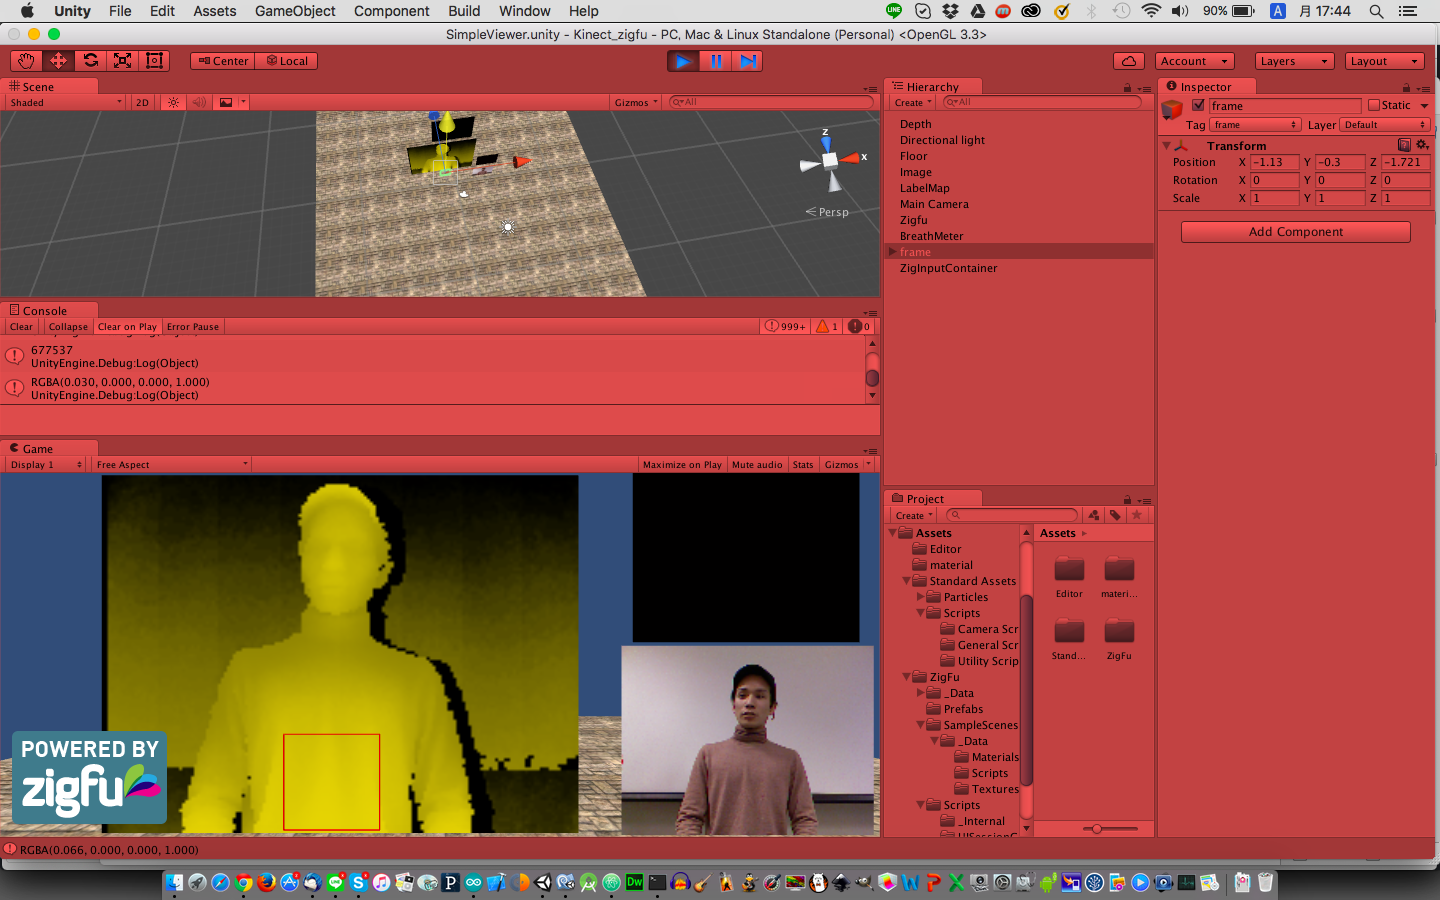 Unity File Edit Assets GameObject Component Build Window Help 90% A 月 17:44
SimpleViewer.unity - Kinect_zigfu - PC, Mac & Linux Standalone (Personal) <OpenGL 3.3>
Center Local Account Layers Layout
Scene
Shaded 2D Gizmos All
z
x
Persp
Console
Clear Collapse Clear on Play Error Pause 999+ 1 0
677537
UnityEngine.Debug:Log(Object)
RGBA(0.030, 0.000, 0.000, 1.000)
UnityEngine.Debug:Log(Object)
Game
Display 1 Free Aspect Maximize on Play Mute audio Stats Gizmos
POWERED BY
zigfu
RGBA(0.066, 0.000, 0.000, 1.000)
Hierarchy
Create All
Depth
Directional light
Floor
Image
LabelMap
Main Camera
Zigfu
BreathMeter
frame
ZigInputContainer
Project
Create
Assets
Editor
material
Standard Assets
Particles
Scripts
Camera Scr
General Scr
Utility Scrip
ZigFu
_Data
Prefabs
SampleScenes
_Data
Materials
Scripts
Textures
Scripts
_Internal
Assets
Editor materi...
Stand... ZigFu
Inspector
frame Static
Tag frame Layer Default
Transform
Position X -1.13 Y -0.3 Z -1.721
Rotation X 0 Y 0 Z 0
Scale X 1 Y 1 Z 1
Add Component